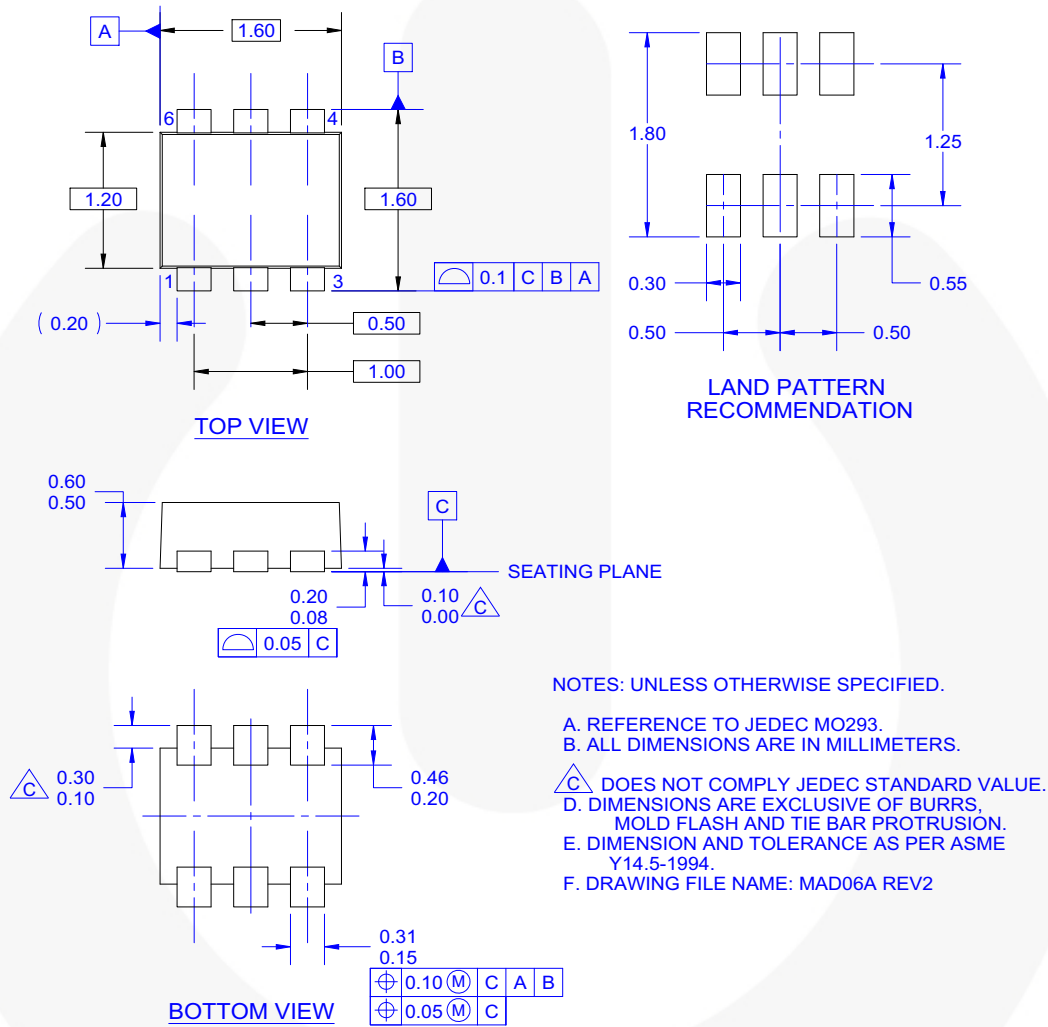 A
1.60
B
6
4
1.20
1.60
1
3
0.1 C B A
( 0.20 )
0.50
1.00
TOP VIEW
1.80
1.25
0.30
0.55
0.50
0.50
LAND PATTERN
RECOMMENDATION
0.60
0.50
C
SEATING PLANE
0.20
0.08
0.10
0.00 C
0.05 C
C 0.30
0.10
0.46
0.20
0.31
0.15
0.10 M C A B
0.05 M C
BOTTOM VIEW
NOTES: UNLESS OTHERWISE SPECIFIED.
A. REFERENCE TO JEDEC MO293.
B. ALL DIMENSIONS ARE IN MILLIMETERS.
C DOES NOT COMPLY JEDEC STANDARD VALUE.
D. DIMENSIONS ARE EXCLUSIVE OF BURRS,
MOLD FLASH AND TIE BAR PROTRUSION.
E. DIMENSION AND TOLERANCE AS PER ASME
Y14.5-1994.
F. DRAWING FILE NAME: MAD06A REV2